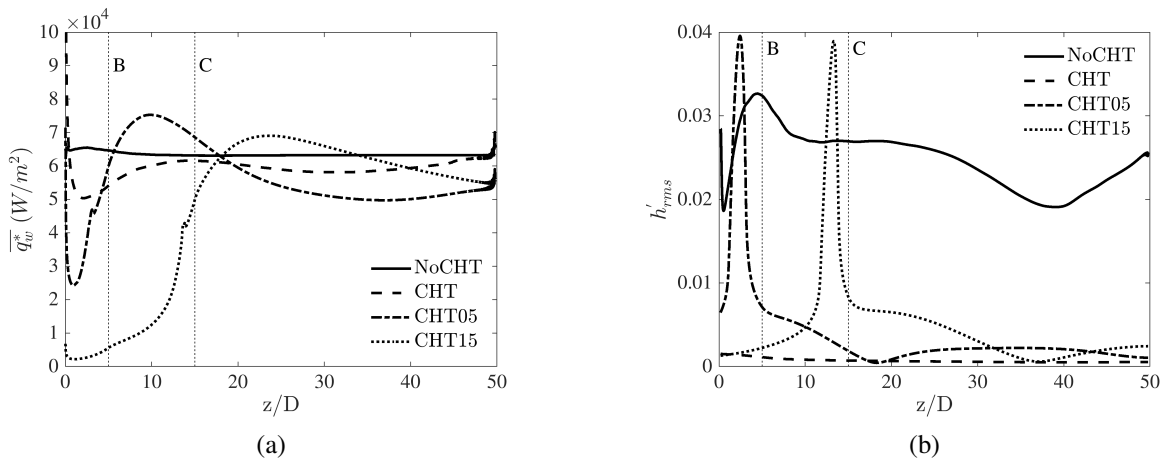 ×10⁴
10
9
8
7
6
5
4
3
2
1
0
B
C
NoCHT
CHT
CHT05
CHT15
0 10 20 30 40 50
z/D
q*w (W/m²)
(a)
0.04
0.03
0.02
0.01
0
B
C
NoCHT
CHT
CHT05
CHT15
0 10 20 30 40 50
z/D
h'rms
(b)